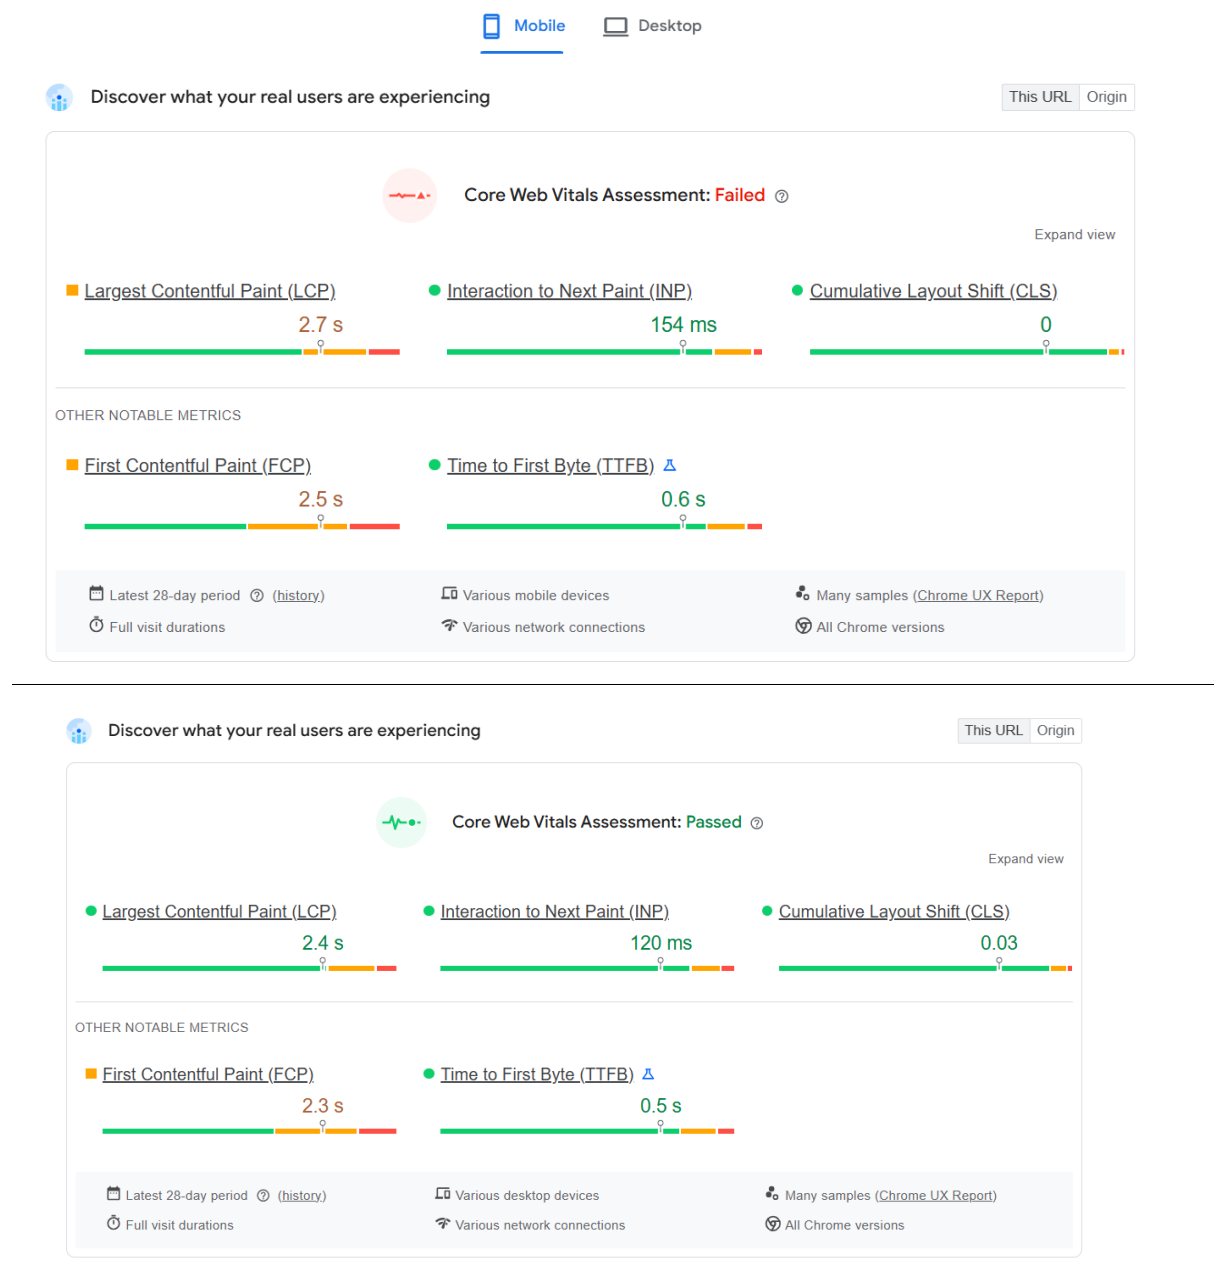 Mobile Desktop
Discover what your real users are experiencing This URL Origin
Core Web Vitals Assessment: Failed
Expand view
Largest Contentful Paint (LCP) Interaction to Next Paint (INP) Cumulative Layout Shift (CLS)
2.7 s 154 ms 0
OTHER NOTABLE METRICS
First Contentful Paint (FCP) Time to First Byte (TTFB)
2.5 s 0.6 s
Latest 28-day period (history) Various mobile devices Many samples (Chrome UX Report)
Full visit durations Various network connections All Chrome versions
Discover what your real users are experiencing This URL Origin
Core Web Vitals Assessment: Passed
Expand view
Largest Contentful Paint (LCP) Interaction to Next Paint (INP) Cumulative Layout Shift (CLS)
2.4 s 120 ms 0.03
OTHER NOTABLE METRICS
First Contentful Paint (FCP) Time to First Byte (TTFB)
2.3 s 0.5 s
Latest 28-day period (history) Various desktop devices Many samples (Chrome UX Report)
Full visit durations Various network connections All Chrome versions